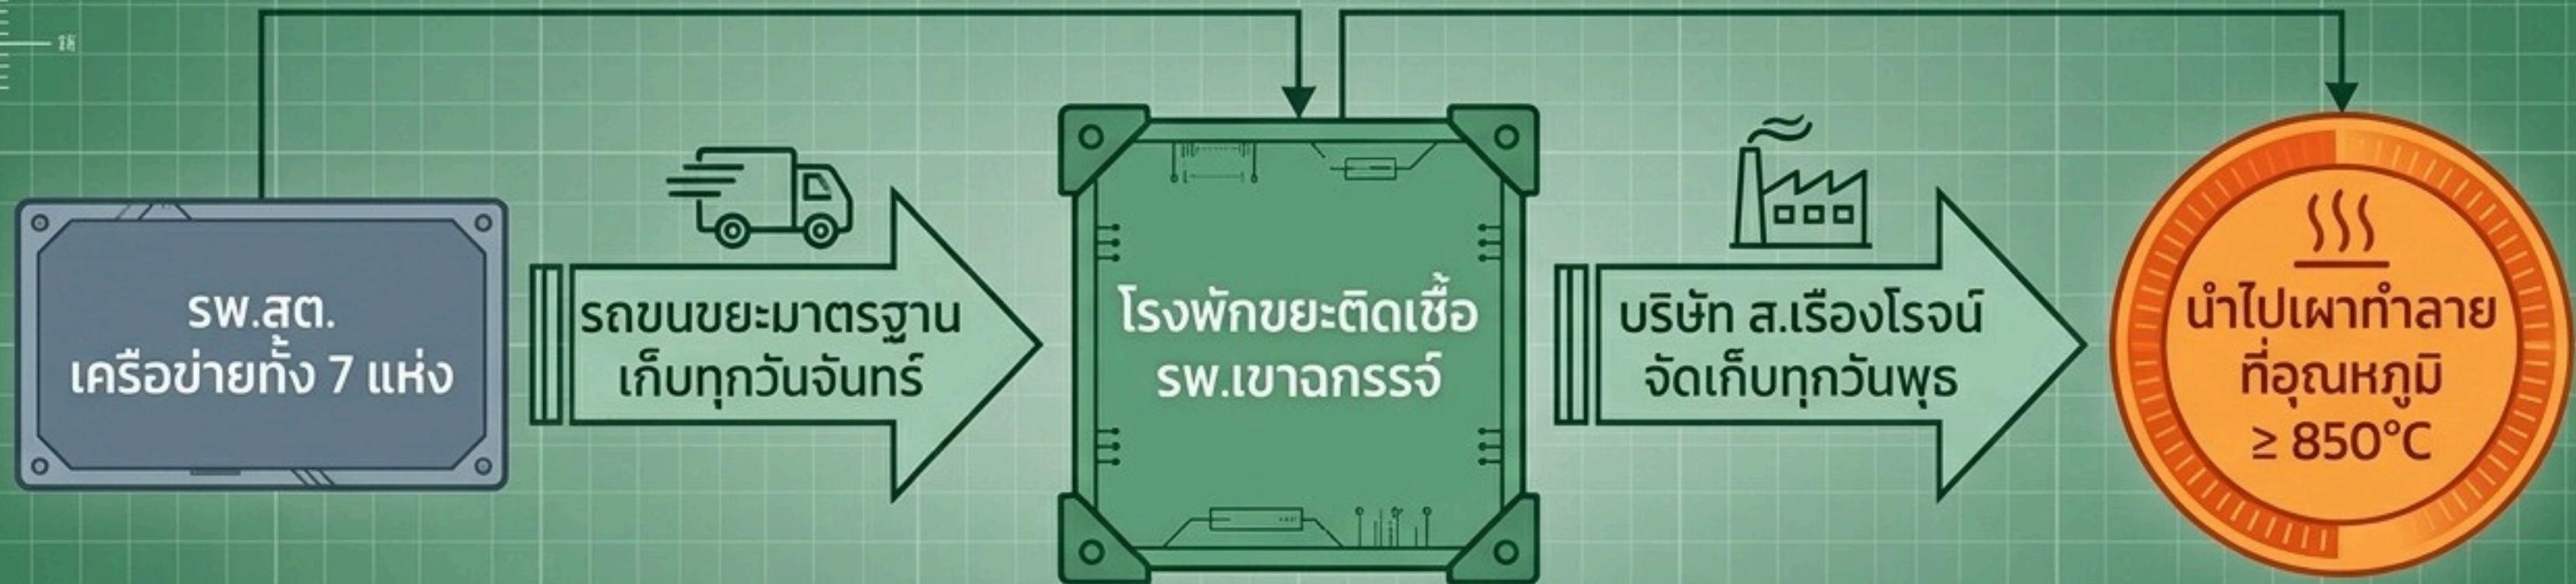 รพ.สต.
เครือข่ายทั้ง 7 แห่ง
รถขนขยะมาตรฐาน
เก็บทุกวันจันทร์
โรงพักขยะติดเชื้อ
รพ.เขาฉกรรจ์
บริษัท ส.เรืองโรจน์
จัดเก็บทุกวันพุธ
นำไปเผาทำลาย
ที่อุณหภูมิ
≥ 850°C